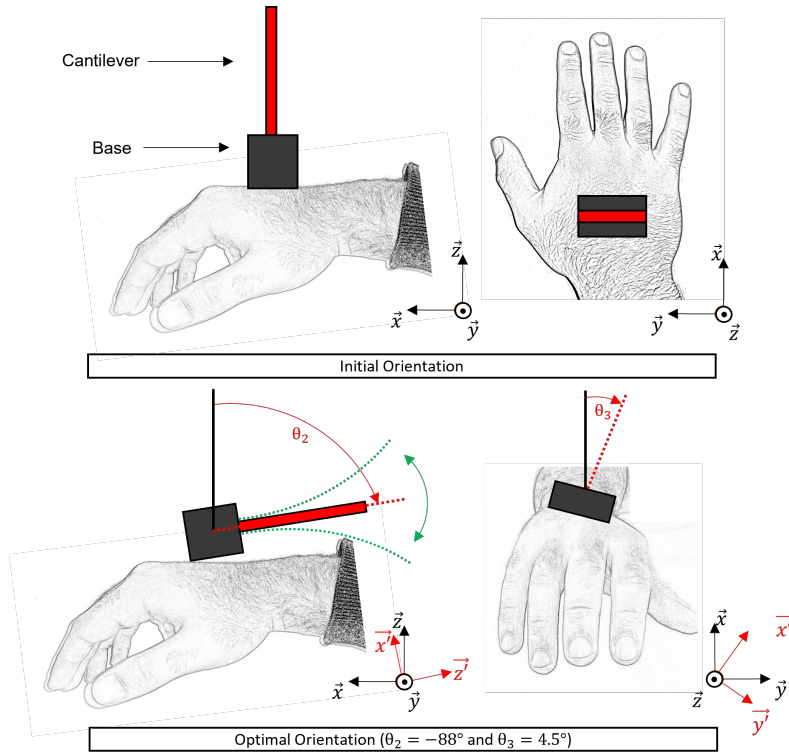 Cantilever
Base
z⃗
x⃗
y⃗
x⃗
y⃗
z⃗
Initial Orientation
θ₂
θ₃
z⃗
x'⃗
z'⃗
x⃗
y⃗
x⃗
x'
z⃗
y⃗
y'⃗
Optimal Orientation (θ₂ = −88° and θ₃ = 4.5°)